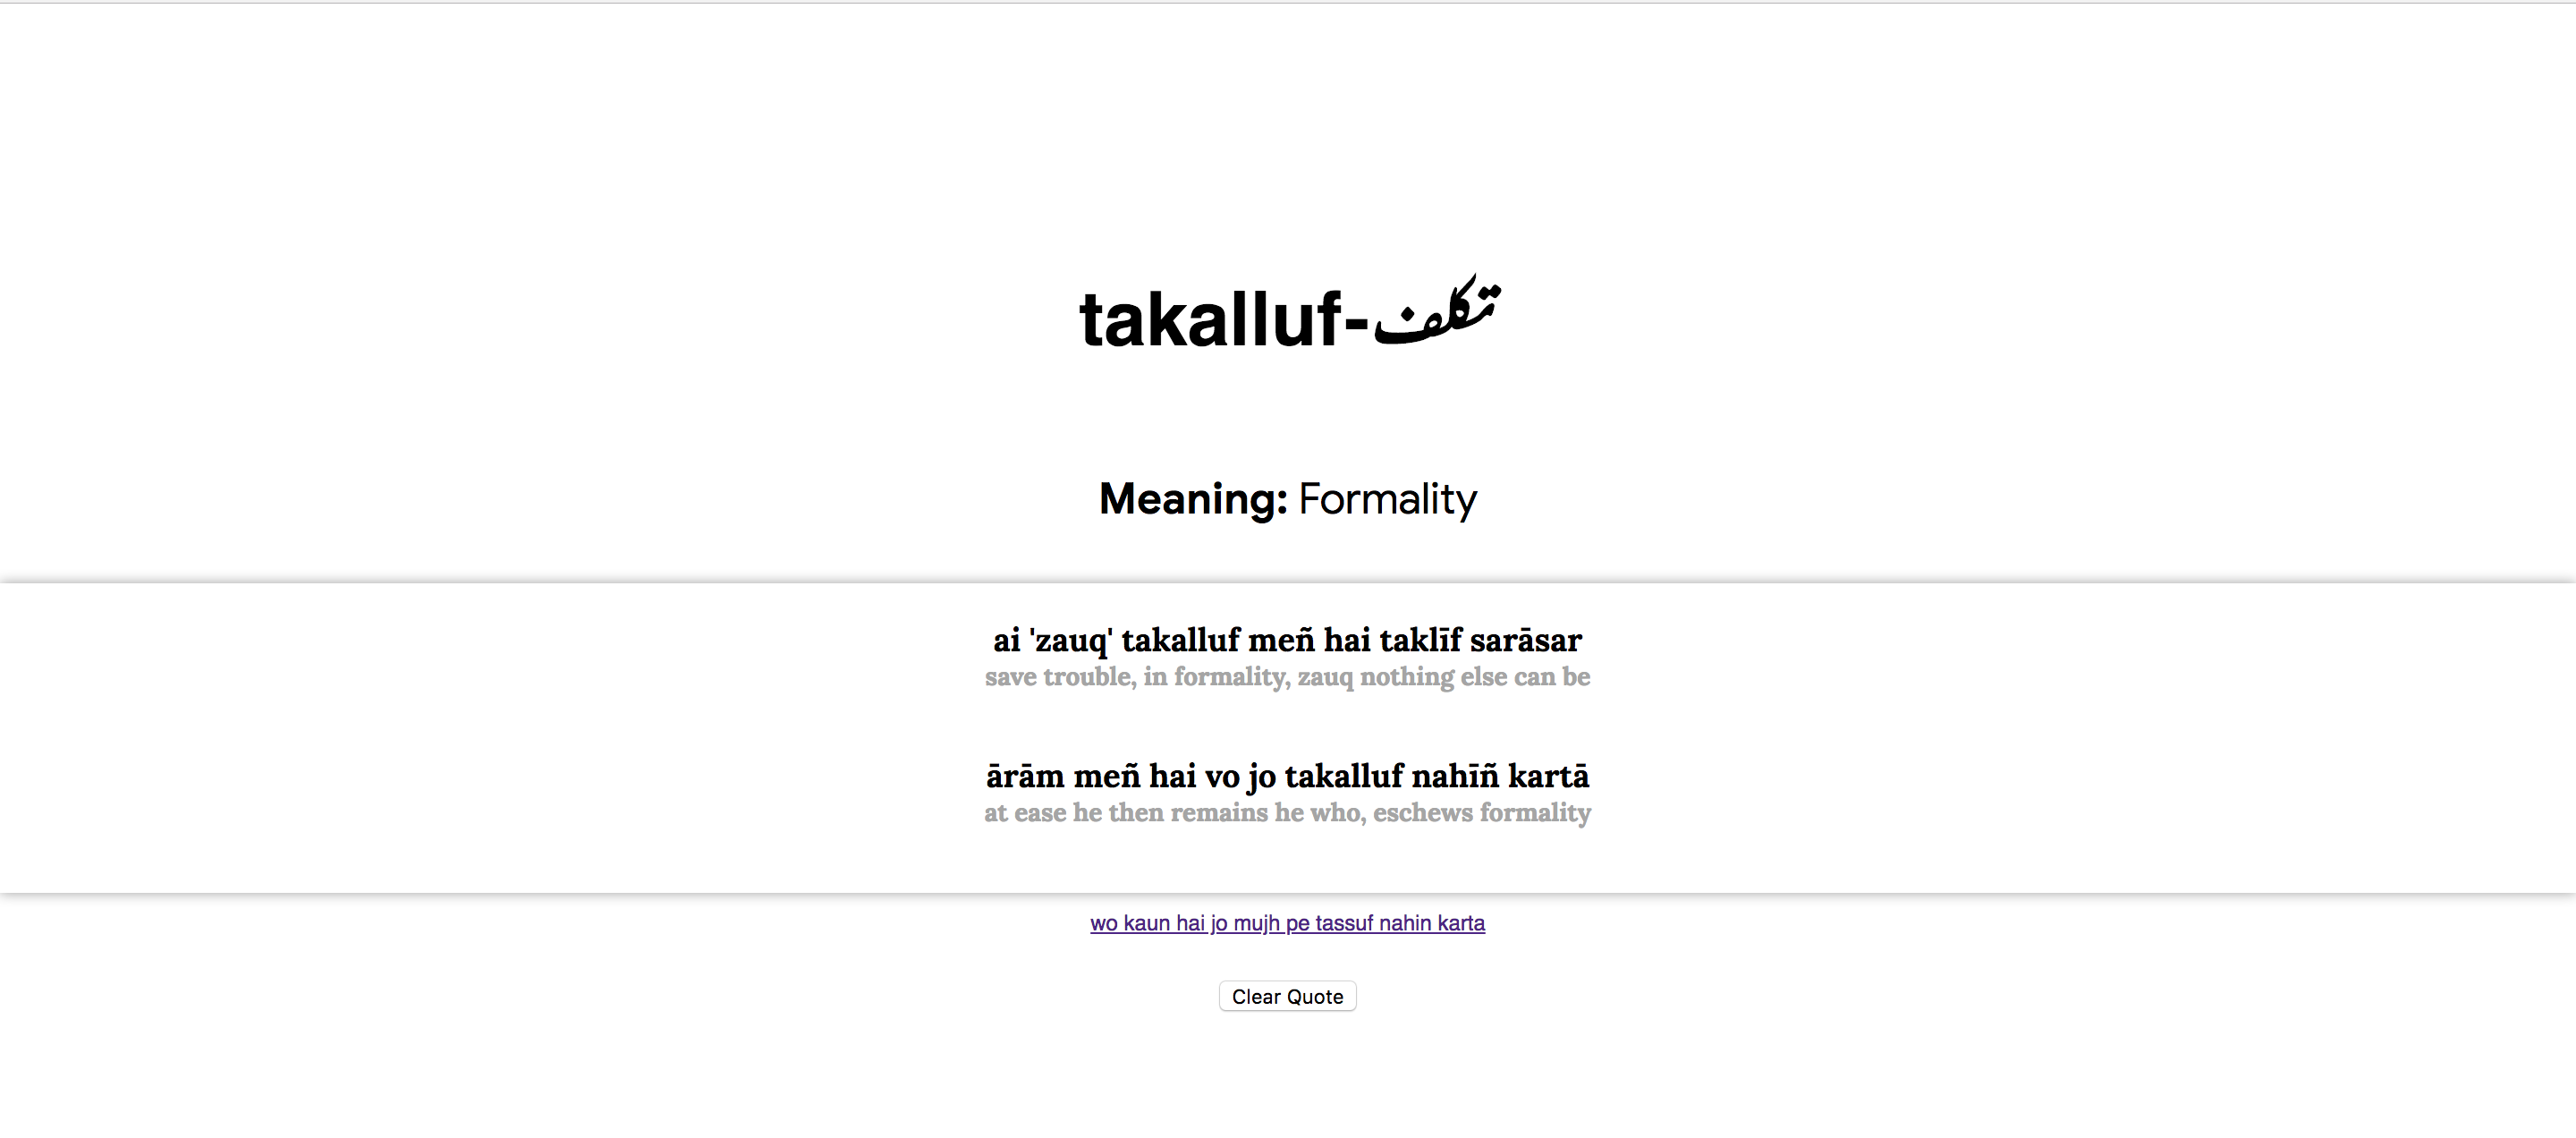 takalluf-تکلف
Meaning: Formality
ai 'zauq' takalluf meñ hai taklīf sarāsar
save trouble, in formality, zauq nothing else can be
ārām meñ hai vo jo takalluf nahīñ kartā
at ease he then remains he who, eschews formality
wo kaun hai jo mujh pe tassuf nahin karta
Clear Quote